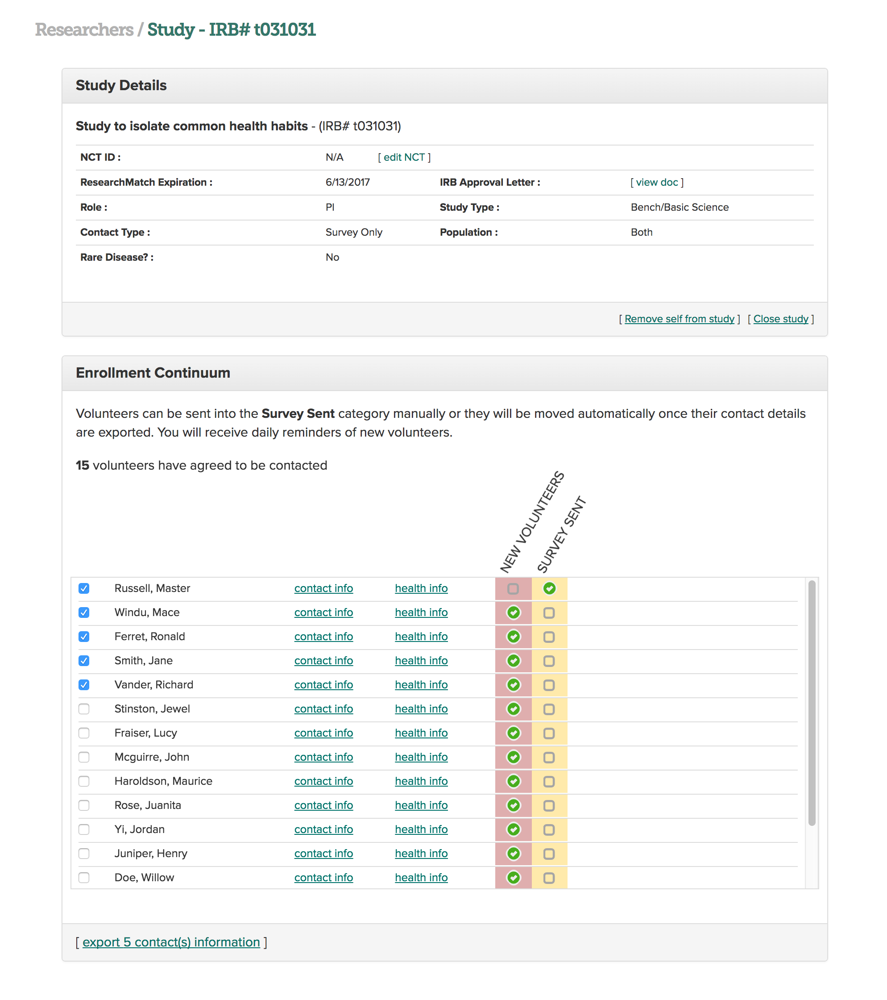 Researchers / Study - IRB# t031031
Study Details
Study to isolate common health habits - (IRB# t031031)
NCT ID : N/A [ edit NCT ]
ResearchMatch Expiration : 6/13/2017 IRB Approval Letter : [ view doc ]
Role : PI Study Type : Bench/Basic Science
Contact Type : Survey Only Population : Both
Rare Disease? : No
[ Remove self from study ] [ Close study ]
Enrollment Continuum
Volunteers can be sent into the Survey Sent category manually or they will be moved automatically once their contact details
are exported. You will receive daily reminders of new volunteers.
15 volunteers have agreed to be contacted
NEW VOLUNTEERS
SURVEY SENT
Russell, Master contact info health info
Windu, Mace contact info health info
Ferret, Ronald contact info health info
Smith, Jane contact info health info
Vander, Richard contact info health info
Stinston, Jewel contact info health info
Fraiser, Lucy contact info health info
Mcguirre, John contact info health info
Haroldson, Maurice contact info health info
Rose, Juanita contact info health info
Yi, Jordan contact info health info
Juniper, Henry contact info health info
Doe, Willow contact info health info
[ export 5 contact(s) information ]